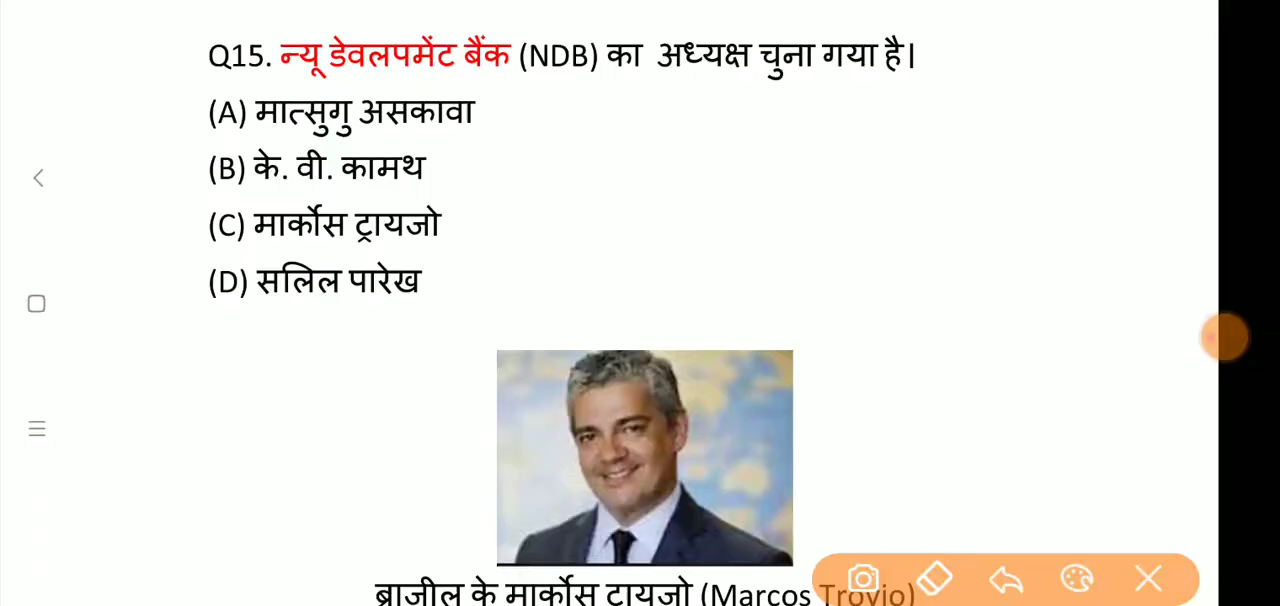 Q15. न्यू डेवलपमेंट बैंक (NDB) का अध्यक्ष चुना गया है।
(A) मात्सुगु असकावा
(B) के. वी. कामथ
(C) मार्कोस ट्रायजो
(D) सलिल पारेख
ब्राजील के मार्कोस टायजो (Marcos Troyjo)